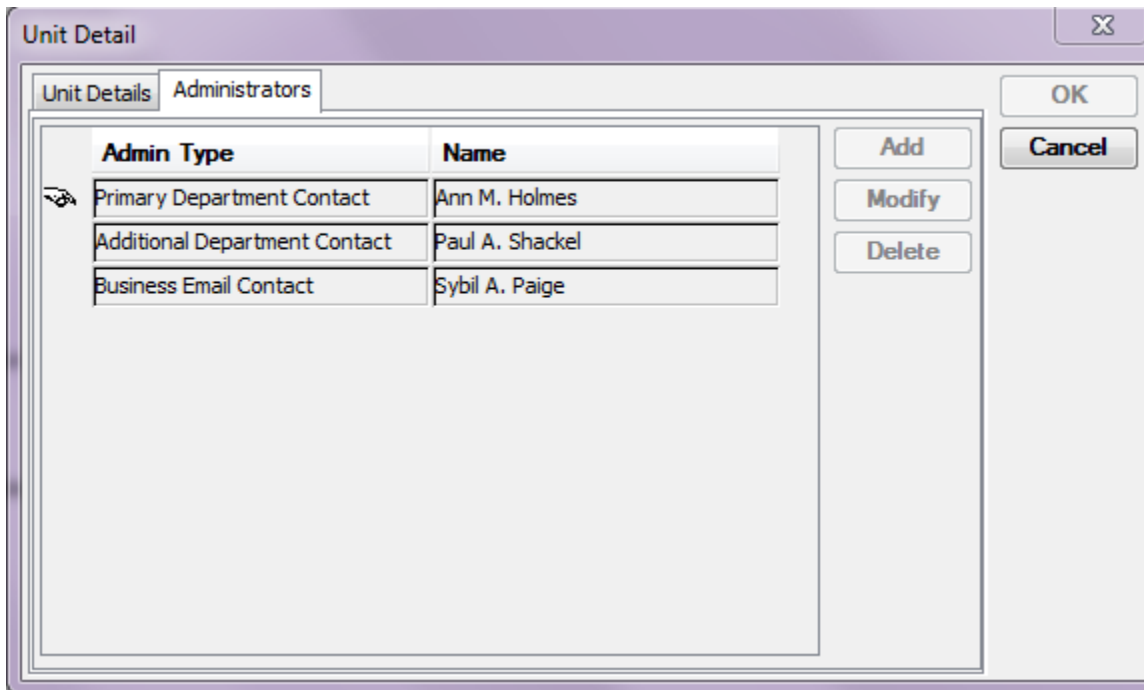 Unit Detail
Unit Details Administrators
OK
Admin Type Name Add Cancel
Primary Department Contact Ann M. Holmes Modify
Additional Department Contact Paul A. Shackel
Delete
Business Email Contact Sybil A. Paige